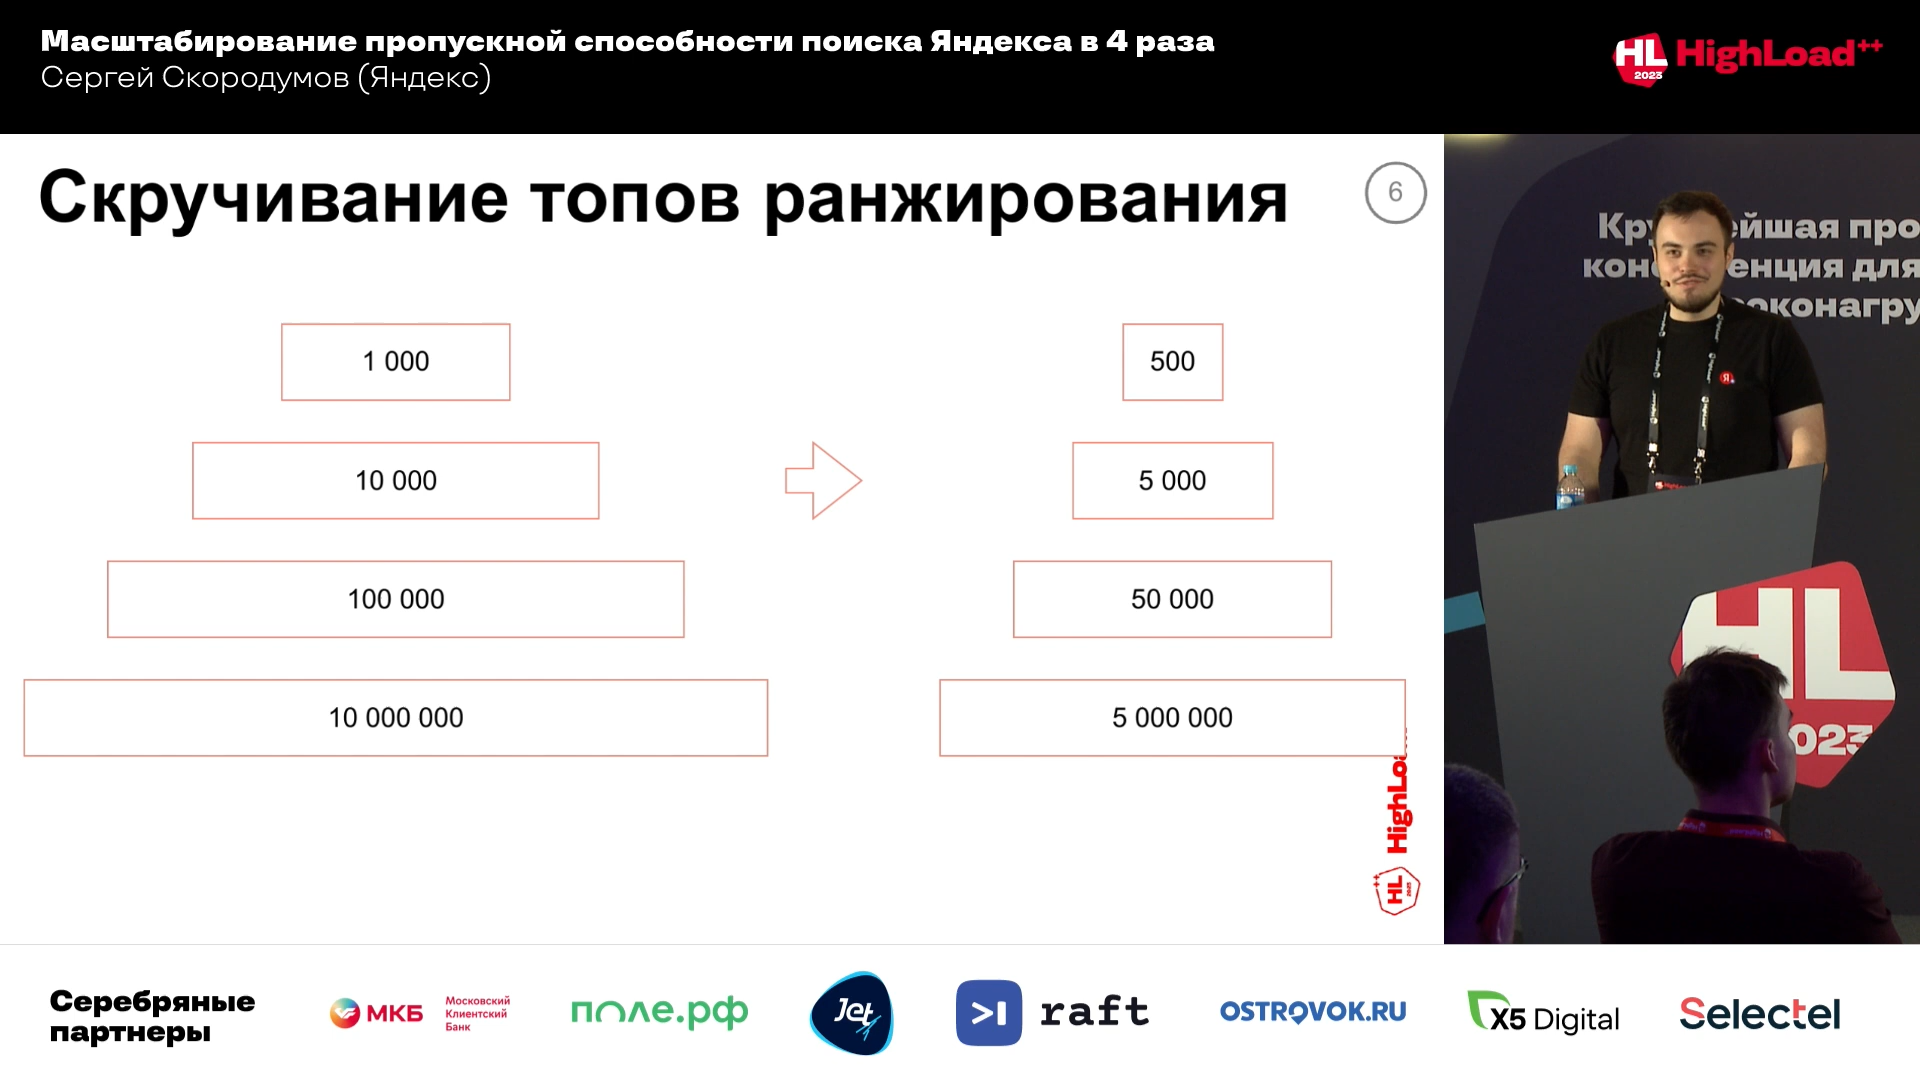 Масштабирование пропускной способности поиска Яндекса в 4 раза
Сергей Скородумов (Яндекс)
HL
2023
HighLoad++
Скручивание топов ранжирования
6
1 000
500
10 000
5 000
100 000
50 000
10 000 000
5 000 000
HL
Серебряные
партнеры
МКБ
Московский
Клиентский
Банк
поле.рф
Jet
raft
OSTROVOK.RU
X5 Digital
Selectel